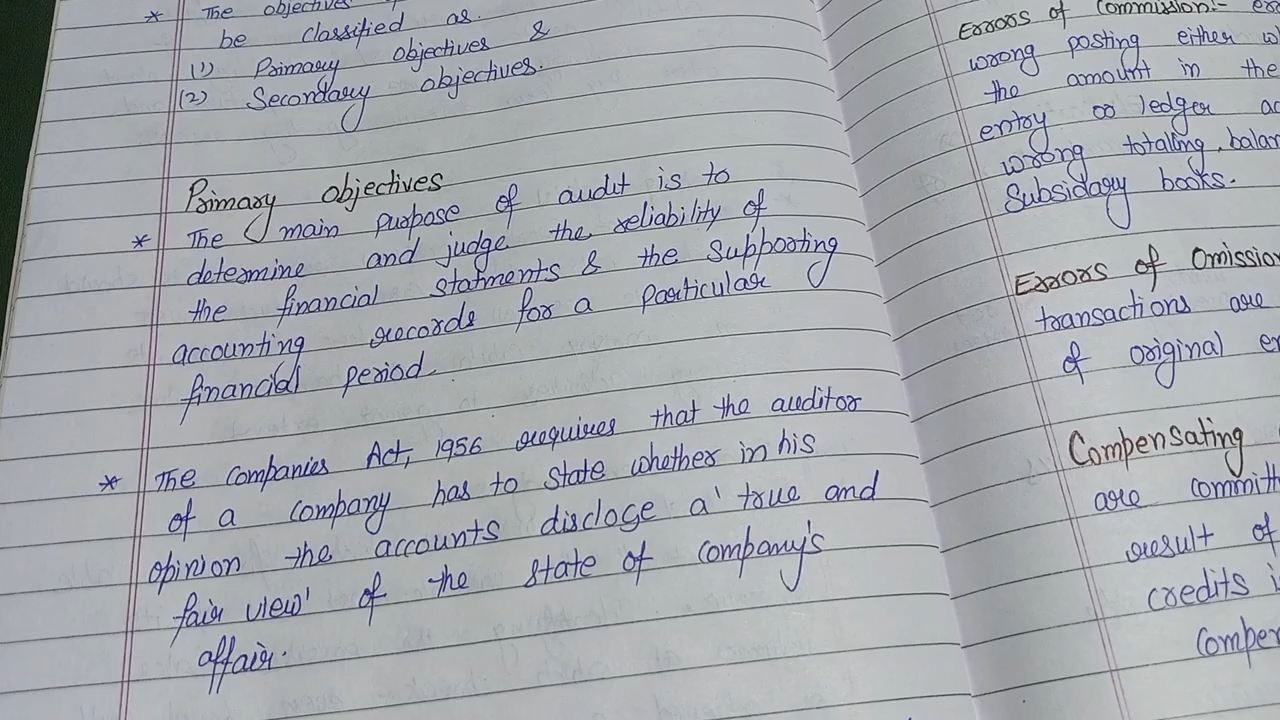 * The objectives
be classified as.
(1) Primary objectives &
(2) Secondary objectives.
Primary objectives
* The main purpose of audit is to
determine and judge the reliability of
the financial statments & the supporting
accounting records for a particular
financial period.
* The companies Act, 1956 requires that the auditor
of a company has to state whether in his
opinion the accounts discloge a' true and
fair view' of the state of company's
affair.
Errors of Commission:-
wrong posting either
the amount in the
entry or ledger
wrong totalling, balan
Subsidary books.
Errors of Omission
transactions are
of original
Compensating
are committ
result of
credits